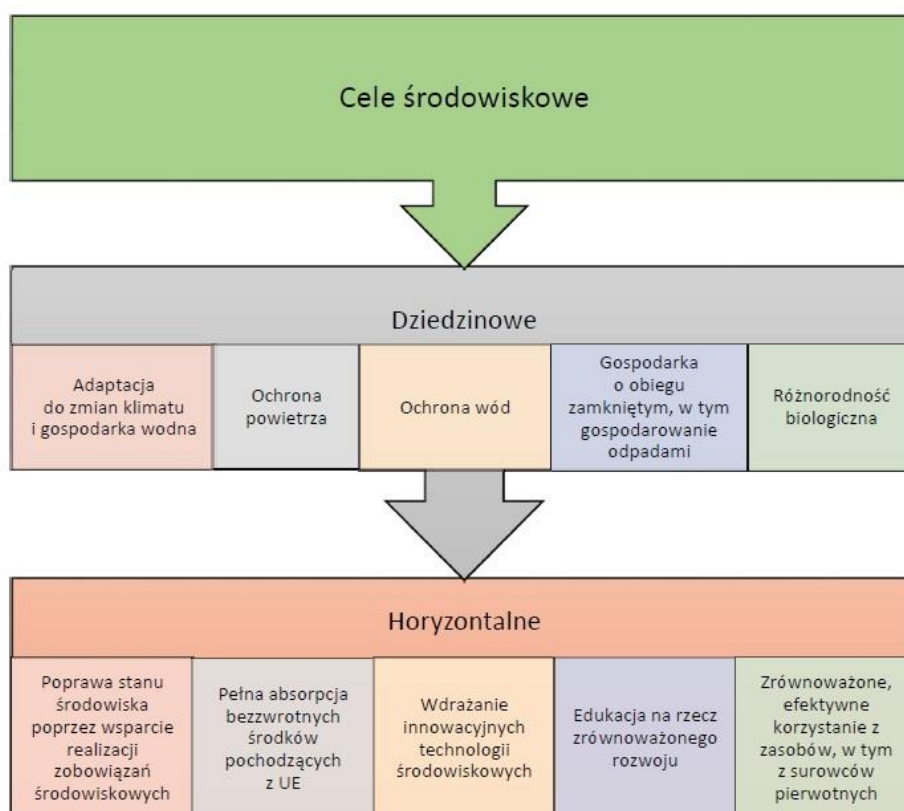 Cele środowiskowe
Dziedzinowe
Adaptacja
do zmian klimatu
i gospodarka wodna
Ochrona
powietrza
Ochrona wód
Gospodarka
o obiegu
zamkniętym, w tym
gospodarowanie
odpadami
Różnorodność
biologiczna
Horyzontalne
Poprawa stanu
środowiska
poprzez wsparcie
realizacji
zobowiązań
środowiskowych
Pełna absorpcja
bezzwrotnych
środków
pochodzących
z UE
Wdrażanie
innowacyjnych
technologii
środowiskowych
Edukacja na rzecz
zrównoważonego
rozwoju
Zrównoważone,
efektywne
korzystanie z
zasobów, w tym
z surowców
pierwotnych